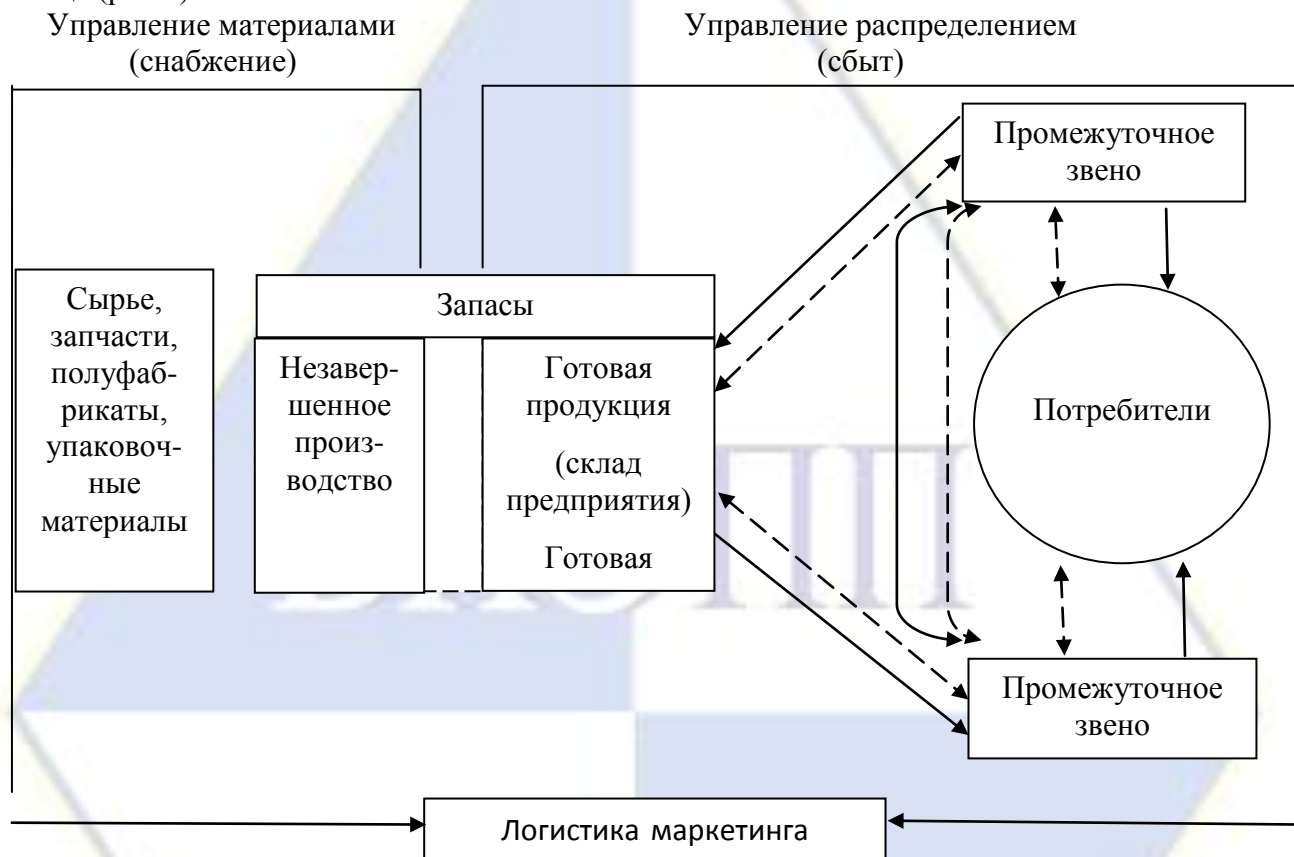 Управление материалами
(снабжение)
Управление распределением
(сбыт)
Промежуточное
звено
Сырье,
запчасти,
полуфаб-
рикаты,
упаковоч-
ные
материалы
Запасы
Незавер-
шенное
произ-
водство
Готовая
продукция
(склад
предприятия)
Готовая
Потребители
Промежуточное
звено
Логистика маркетинга